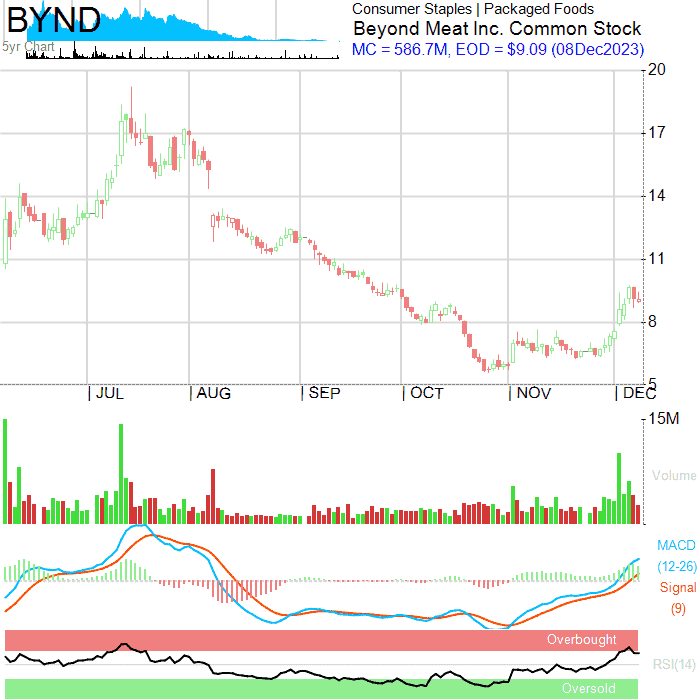 BYND
5yr Chart
Consumer Staples | Packaged Foods
Beyond Meat Inc. Common Stock
MC = 586.7M, EOD = $9.09 (08Dec2023)
20
17
14
11
8
5
JUL AUG SEP OCT NOV DEC
15M
Volume
MACD
(12-26)
Signal
(9)
Overbought
RSI(14)
Oversold